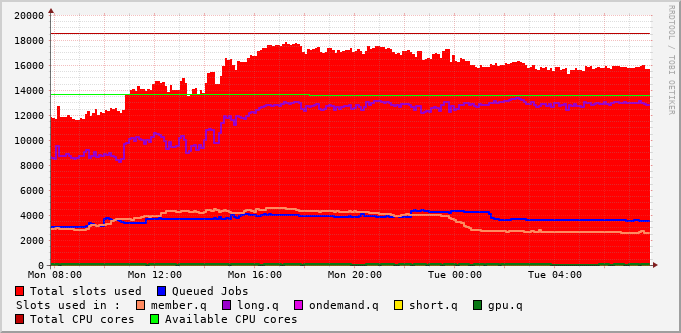 20000
18000
16000
14000
12000
10000
8000
6000
4000
2000
0
Mon 08:00 Mon 12:00 Mon 16:00 Mon 20:00 Tue 00:00 Tue 04:00
Total slots used Queued Jobs
Slots used in : member.q long.q ondemand.q short.q gpu.q
Total CPU cores Available CPU cores
RRDTOOL / TOBI OETIKER